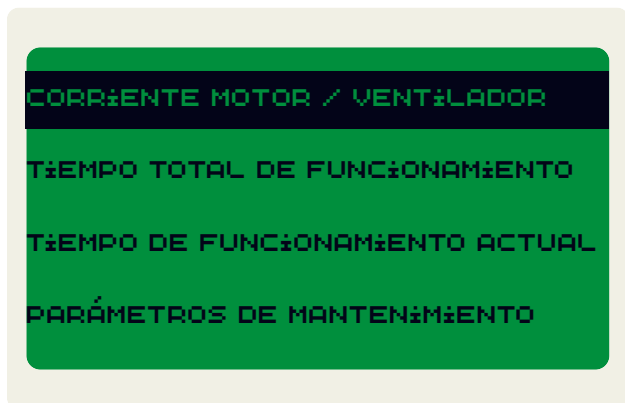 CORRiENTE MOTOR / VENTiLADOR
TiEMPO TOTAL DE FUNCiONAMiENTO
TiEMPO DE FUNCiONAMiENTO ACTUAL
PARÁMETROS DE MANTENiMiENTO